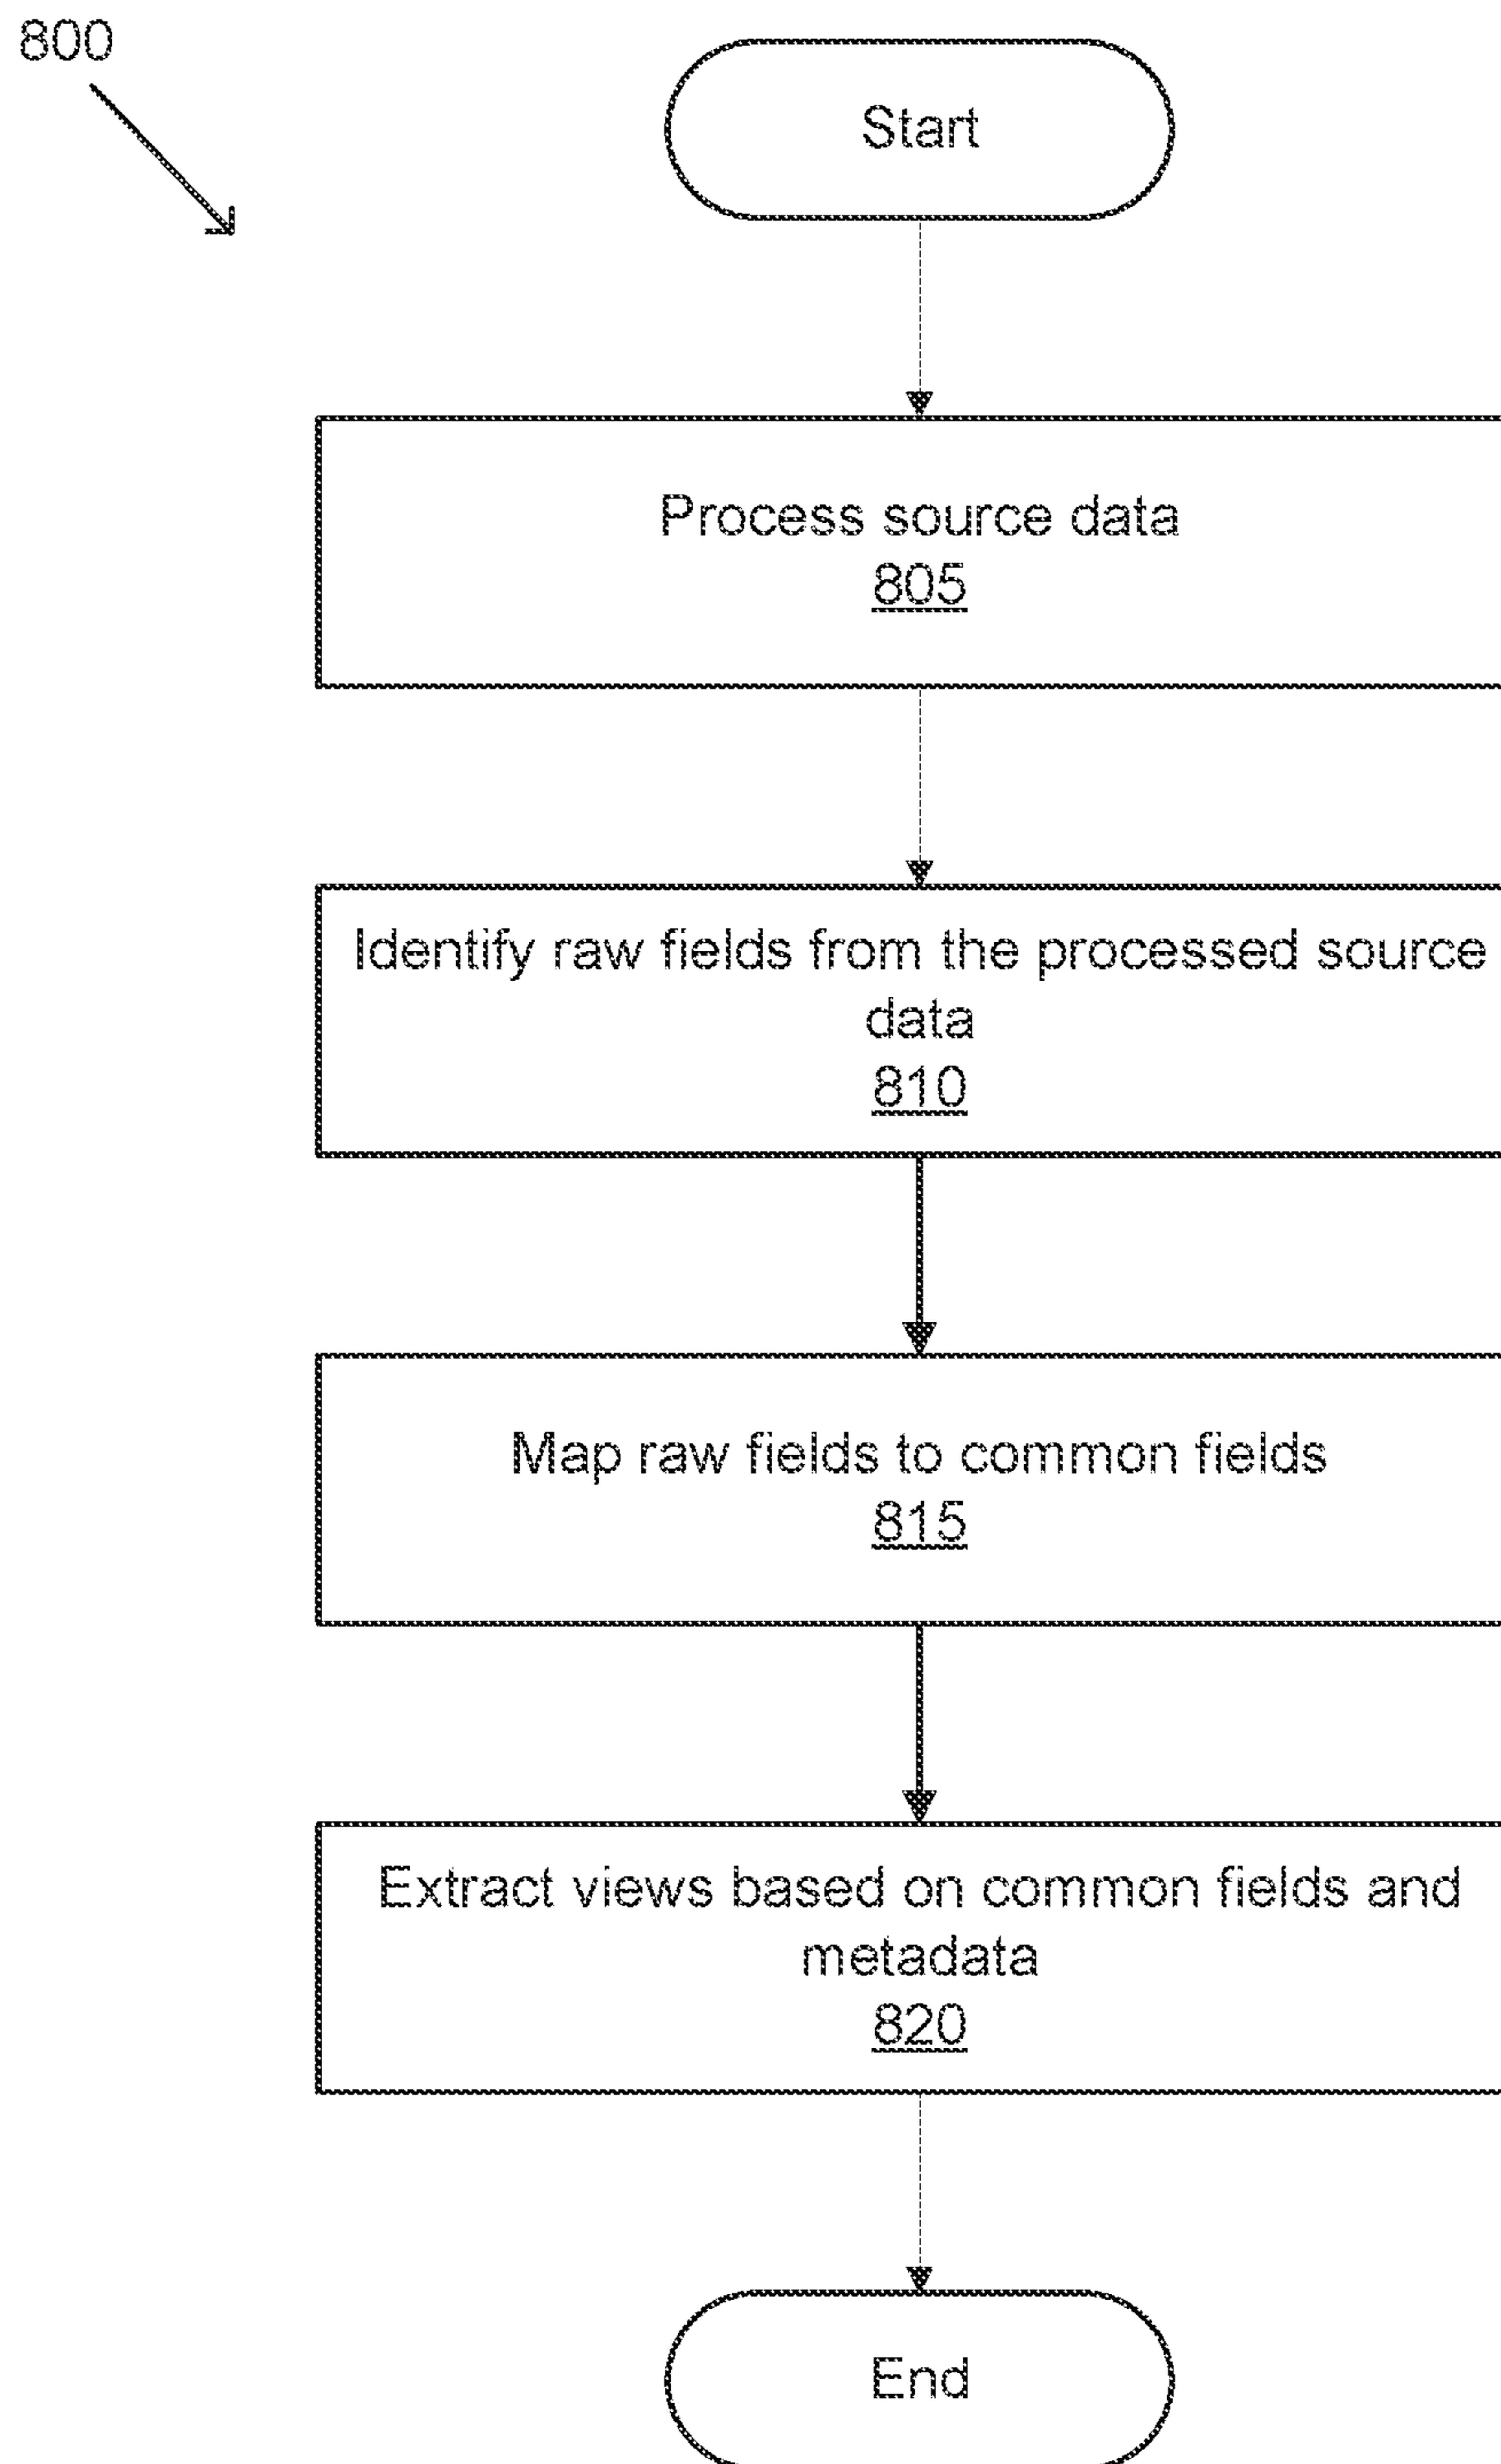 800
Start
Process source data
805
Identify raw fields from the processed source
data
810
Map raw fields to common fields
815
Extract views based on common fields and
metadata
820
End